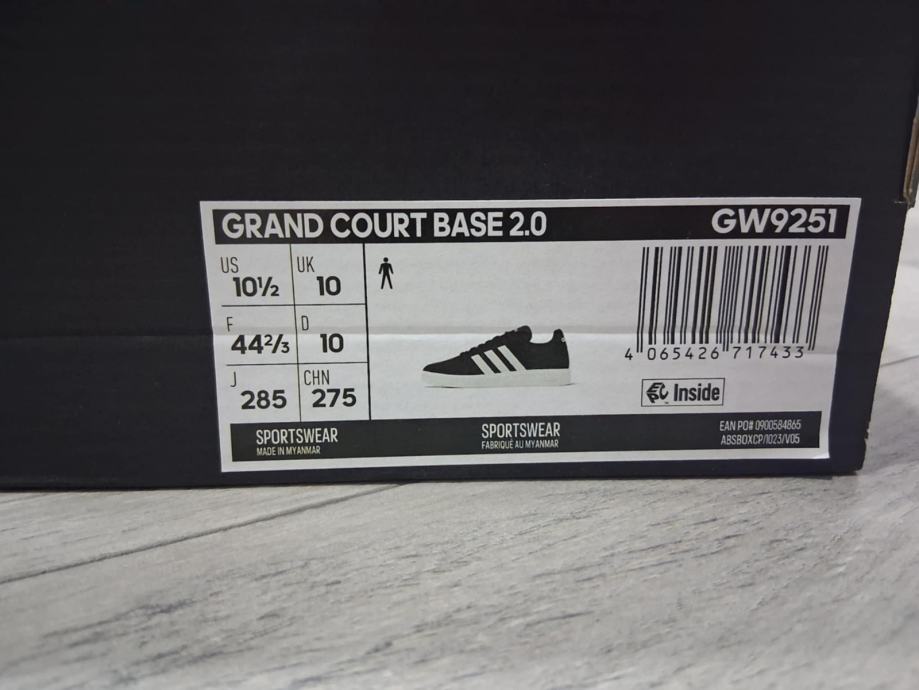 GRAND COURT BASE 2.0 GW9251
US UK
10½ 10
F D
44⅔ 10
J CHN
285 275
4 065426 717433
Inside
SPORTSWEAR SPORTSWEAR EAN PO# 0900584865
MADE IN MYANMAR FABRIQUÉ AU MYANMAR ABSBOXCP/1023/V05